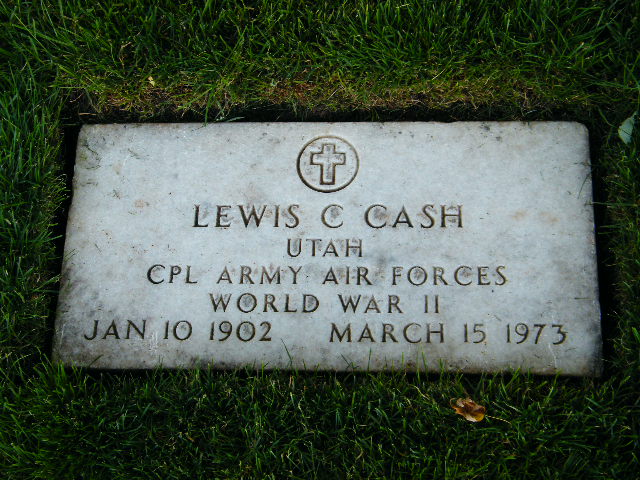 LEWIS C CASH
UTAH
CPL ARMY AIR FORCES
WORLD WAR II
JAN 10 1902 MARCH 15 1973